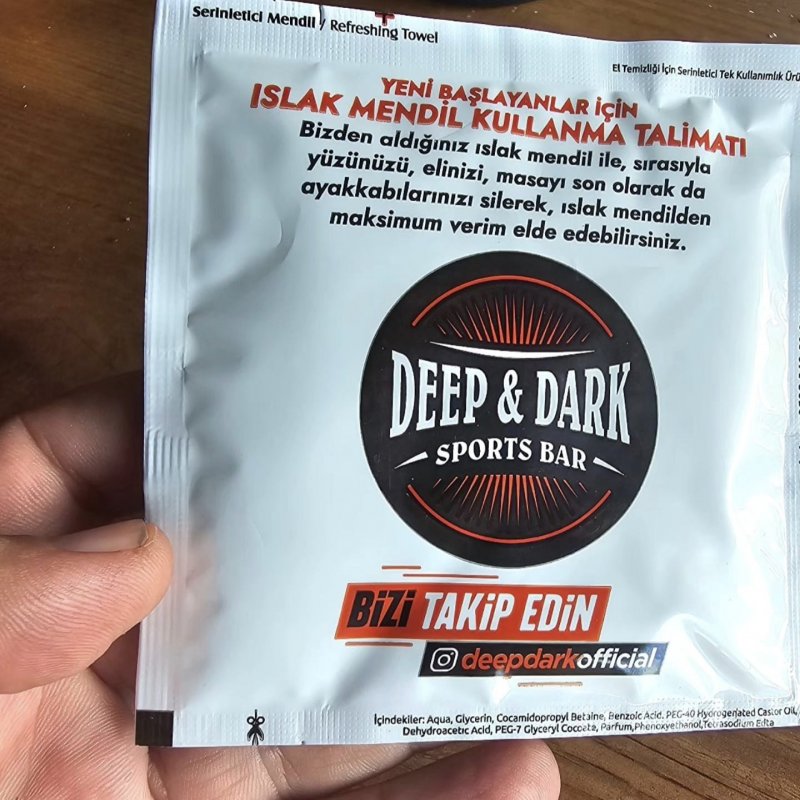 Serinletici Mendil / Refreshing Towel
El Temizliği İçin Serinletici Tek Kullanımlık
YENİ BAŞLAYANLAR İÇİN
ISLAK MENDİL KULLANMA TALİMATI
Bizden aldığınız ıslak mendil ile, sırasıyla
yüzünüzü, elinizi, masayı son olarak da
ayakkabılarınızı silerek, ıslak mendilden
maksimum verim elde edebilirsiniz.
DEEP & DARK
SPORTS BAR
BİZİ TAKİP EDİN
deepdarkofficial
İçindekiler: Aqua, Glycerin, Cocamidopropyl Betaine, Benzoic Acid, PEG-40 Hydrogenated Castor Oil,
Dehydroacetic Acid, PEG-7 Glyceryl Cocoate, Parfum,Phenoxyethanol,Tetrasodium Edta